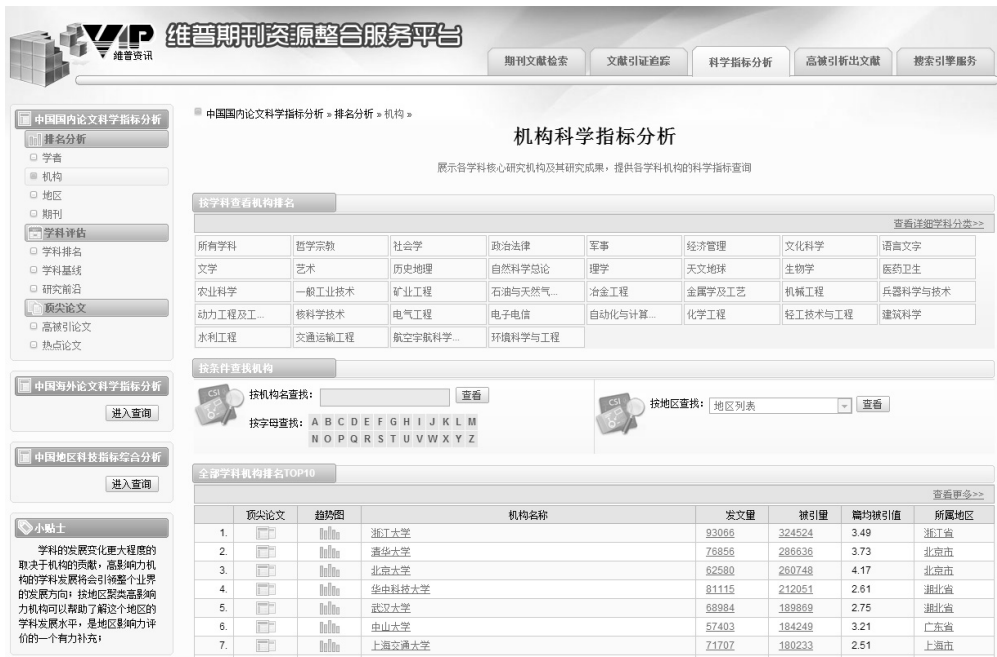 VIP 维普资讯
维普期刊资源整合服务平台
期刊文献检索 文献引证追踪 科学指标分析 高被引析出文献 搜索引擎服务
中国国内论文科学指标分析
排名分析
学者
机构
地区
期刊
学科评估
学科排名
学科基线
研究前沿
顶尖论文
高被引论文
热点论文
中国海外论文科学指标分析
进入查询
中国地区科技指标综合分析
进入查询
小贴士
学科的发展变化更大程度的
取决于机构的贡献，高影响力机
构的学科发展将会引领整个业界
的发展方向；按地区聚类高影响
力机构可以帮助了解这个地区的
学科发展水平，是地区影响力评
价的一个有力补充；
中国国内论文科学指标分析 » 排名分析 » 机构 »
机构科学指标分析
展示各学科核心研究机构及其研究成果，提供各学科机构的科学指标查询
按学科查看机构排名
查看详细学科分类>>
所有学科 哲学宗教 社会学 政治法律 军事 经济管理 文化科学 语言文字
文学 艺术 历史地理 自然科学总论 理学 天文地球 生物学 医药卫生
农业科学 一般工业技术 矿业工程 石油与天然气... 冶金工程 金属学及工艺 机械工程 兵器科学与技术
动力工程及工... 核科学技术 电气工程 电子电信 自动化与计算... 化学工程 轻工技术与工程 建筑科学
水利工程 交通运输工程 航空宇航科学... 环境科学与工程
按条件查找机构
CSI 按机构名查找： 查看
按字母查找： A B C D E F G H I J K L M
N O P Q R S T U V W X Y Z
CSI 按地区查找： 地区列表 查看
全部学科机构排名TOP10
查看更多>>
顶尖论文 趋势图 机构名称 发文量 被引量 篇均被引值 所属地区
1. 浙江大学 93066 324524 3.49 浙江省
2. 清华大学 76856 286636 3.73 北京市
3. 北京大学 62580 260748 4.17 北京市
4. 华中科技大学 81115 212051 2.61 湖北省
5. 武汉大学 68984 189869 2.75 湖北省
6. 中山大学 57403 184249 3.21 广东省
7. 上海交通大学 71707 180233 2.51 上海市